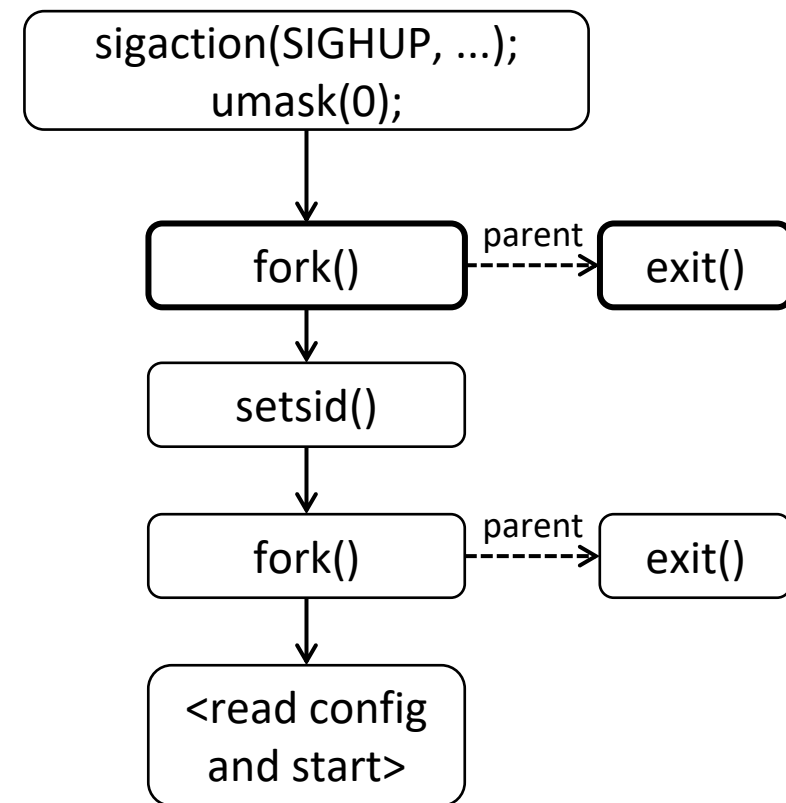 sigaction(SIGHUP, ...);
umask(0);
fork()
parent
exit()
setsid()
fork()
parent
exit()
<read config
and start>